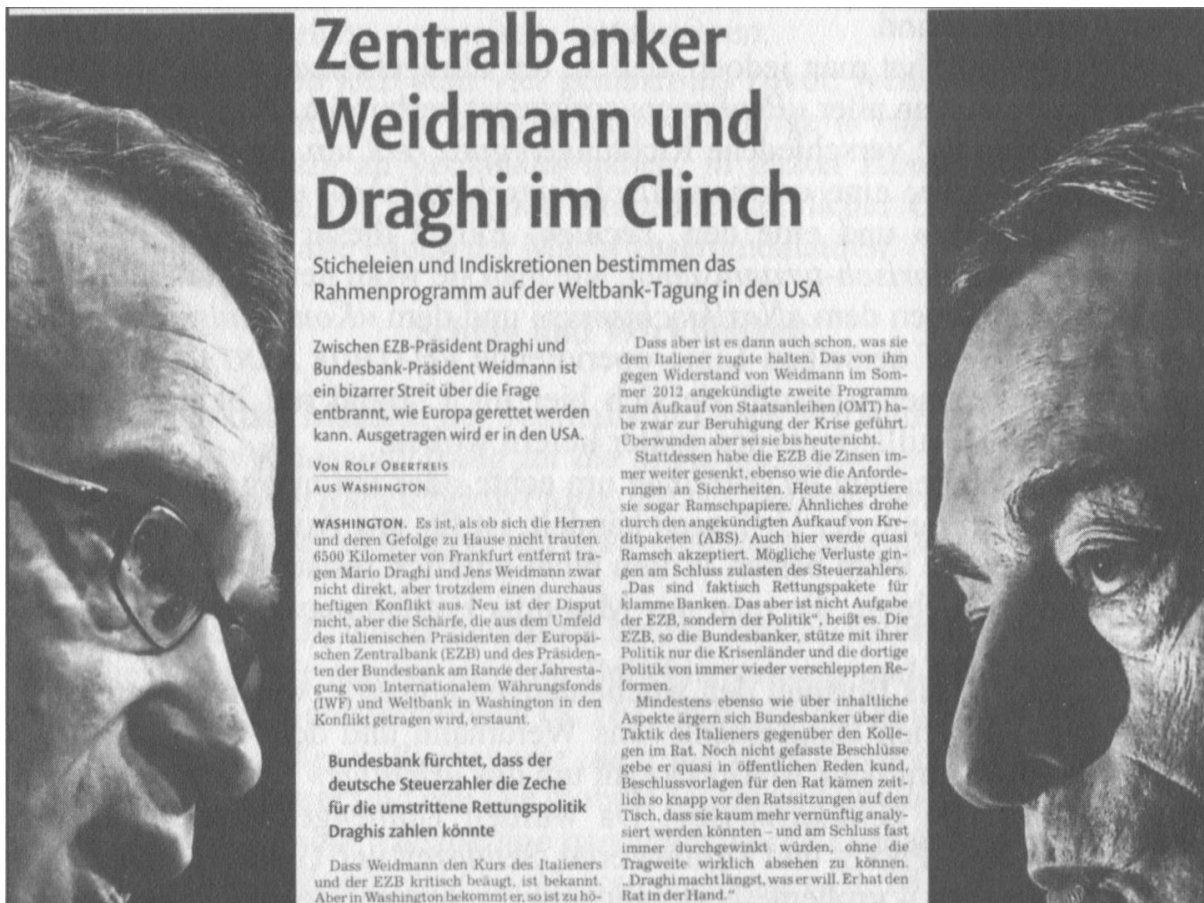 Zentralbanker
Weidmann und
Draghi im Clinch
Sticheleien und Indiskretionen bestimmen das
Rahmenprogramm auf der Weltbank-Tagung in den USA
Zwischen EZB-Präsident Draghi und
Bundesbank-Präsident Weidmann ist
ein bizarrer Streit über die Frage
entbrannt, wie Europa gerettet werden
kann. Ausgetragen wird er in den USA.
VON ROLF OBERTREIS
AUS WASHINGTON
WASHINGTON. Es ist, als ob sich die Herren
und deren Gefolge zu Hause nicht trauten.
6500 Kilometer von Frankfurt entfernt tra-
gen Mario Draghi und Jens Weidmann zwar
nicht direkt, aber trotzdem einen durchaus
heftigen Konflikt aus. Neu ist der Disput
nicht, aber die Schärfe, die aus dem Umfeld
des italienischen Präsidenten der Europäi-
schen Zentralbank (EZB) und des Präsiden-
ten der Bundesbank am Rande der Jahresta-
gung von Internationalem Währungsfonds
(IWF) und Weltbank in Washington in den
Konflikt getragen wird, erstaunt.
Bundesbank fürchtet, dass der
deutsche Steuerzahler die Zeche
für die umstrittene Rettungspolitik
Draghis zahlen könnte
Dass Weidmann den Kurs des Italieners
und der EZB kritisch beäugt, ist bekannt.
Aber in Washington bekommt er, so ist zu hö-
Dass aber ist es dann auch schon, was sie
dem Italiener zugute halten. Das von ihm
gegen Widerstand von Weidmann im Som-
mer 2012 angekündigte zweite Programm
zum Aufkauf von Staatsanleihen (OMT) ha-
be zwar zur Beruhigung der Krise geführt.
Überwunden aber sei sie bis heute nicht.
Stattdessen habe die EZB die Zinsen im-
mer weiter gesenkt, ebenso wie die Anforde-
rungen an Sicherheiten. Heute akzeptiere
sie sogar Ramschpapiere. Ähnliches drohe
durch den angekündigten Aufkauf von Kre-
ditpaketen (ABS). Auch hier werde quasi
Ramsch akzeptiert. Mögliche Verluste gin-
gen am Schluss zulasten des Steuerzahlers.
„Das sind faktisch Rettungspakete für
klamme Banken. Das aber ist nicht Aufgabe
der EZB, sondern der Politik“, heißt es. Die
EZB, so die Bundesbanker, stütze mit ihrer
Politik nur die Krisenländer und die dortige
Politik von immer wieder verschleppten Re-
formen.
Mindestens ebenso wie über inhaltliche
Aspekte ärgern sich Bundesbanker über die
Taktik des Italieners gegenüber den Kolle-
gen im Rat. Noch nicht gefasste Beschlüsse
gebe er quasi in öffentlichen Reden kund,
Beschlussvorlagen für den Rat kämen zeit-
lich so knapp vor den Ratssitzungen auf den
Tisch, dass sie kaum mehr vernünftig analy-
siert werden könnten – und am Schluss fast
immer durchgewinkt würden, ohne die
Tragweite wirklich absehen zu können.
„Draghi macht längst, was er will. Er hat den
Rat in der Hand.“